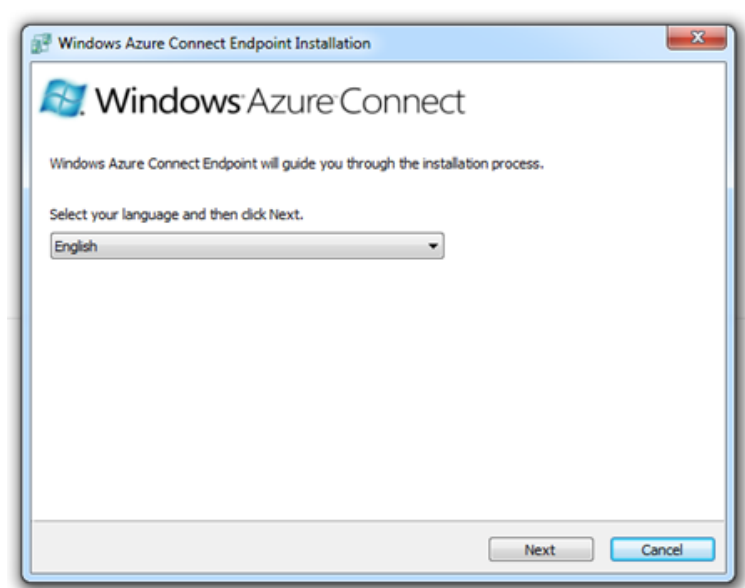 Windows Azure Connect Endpoint Installation
Windows Azure Connect
Windows Azure Connect Endpoint will guide you through the installation process.
Select your language and then click Next.
English
Next Cancel